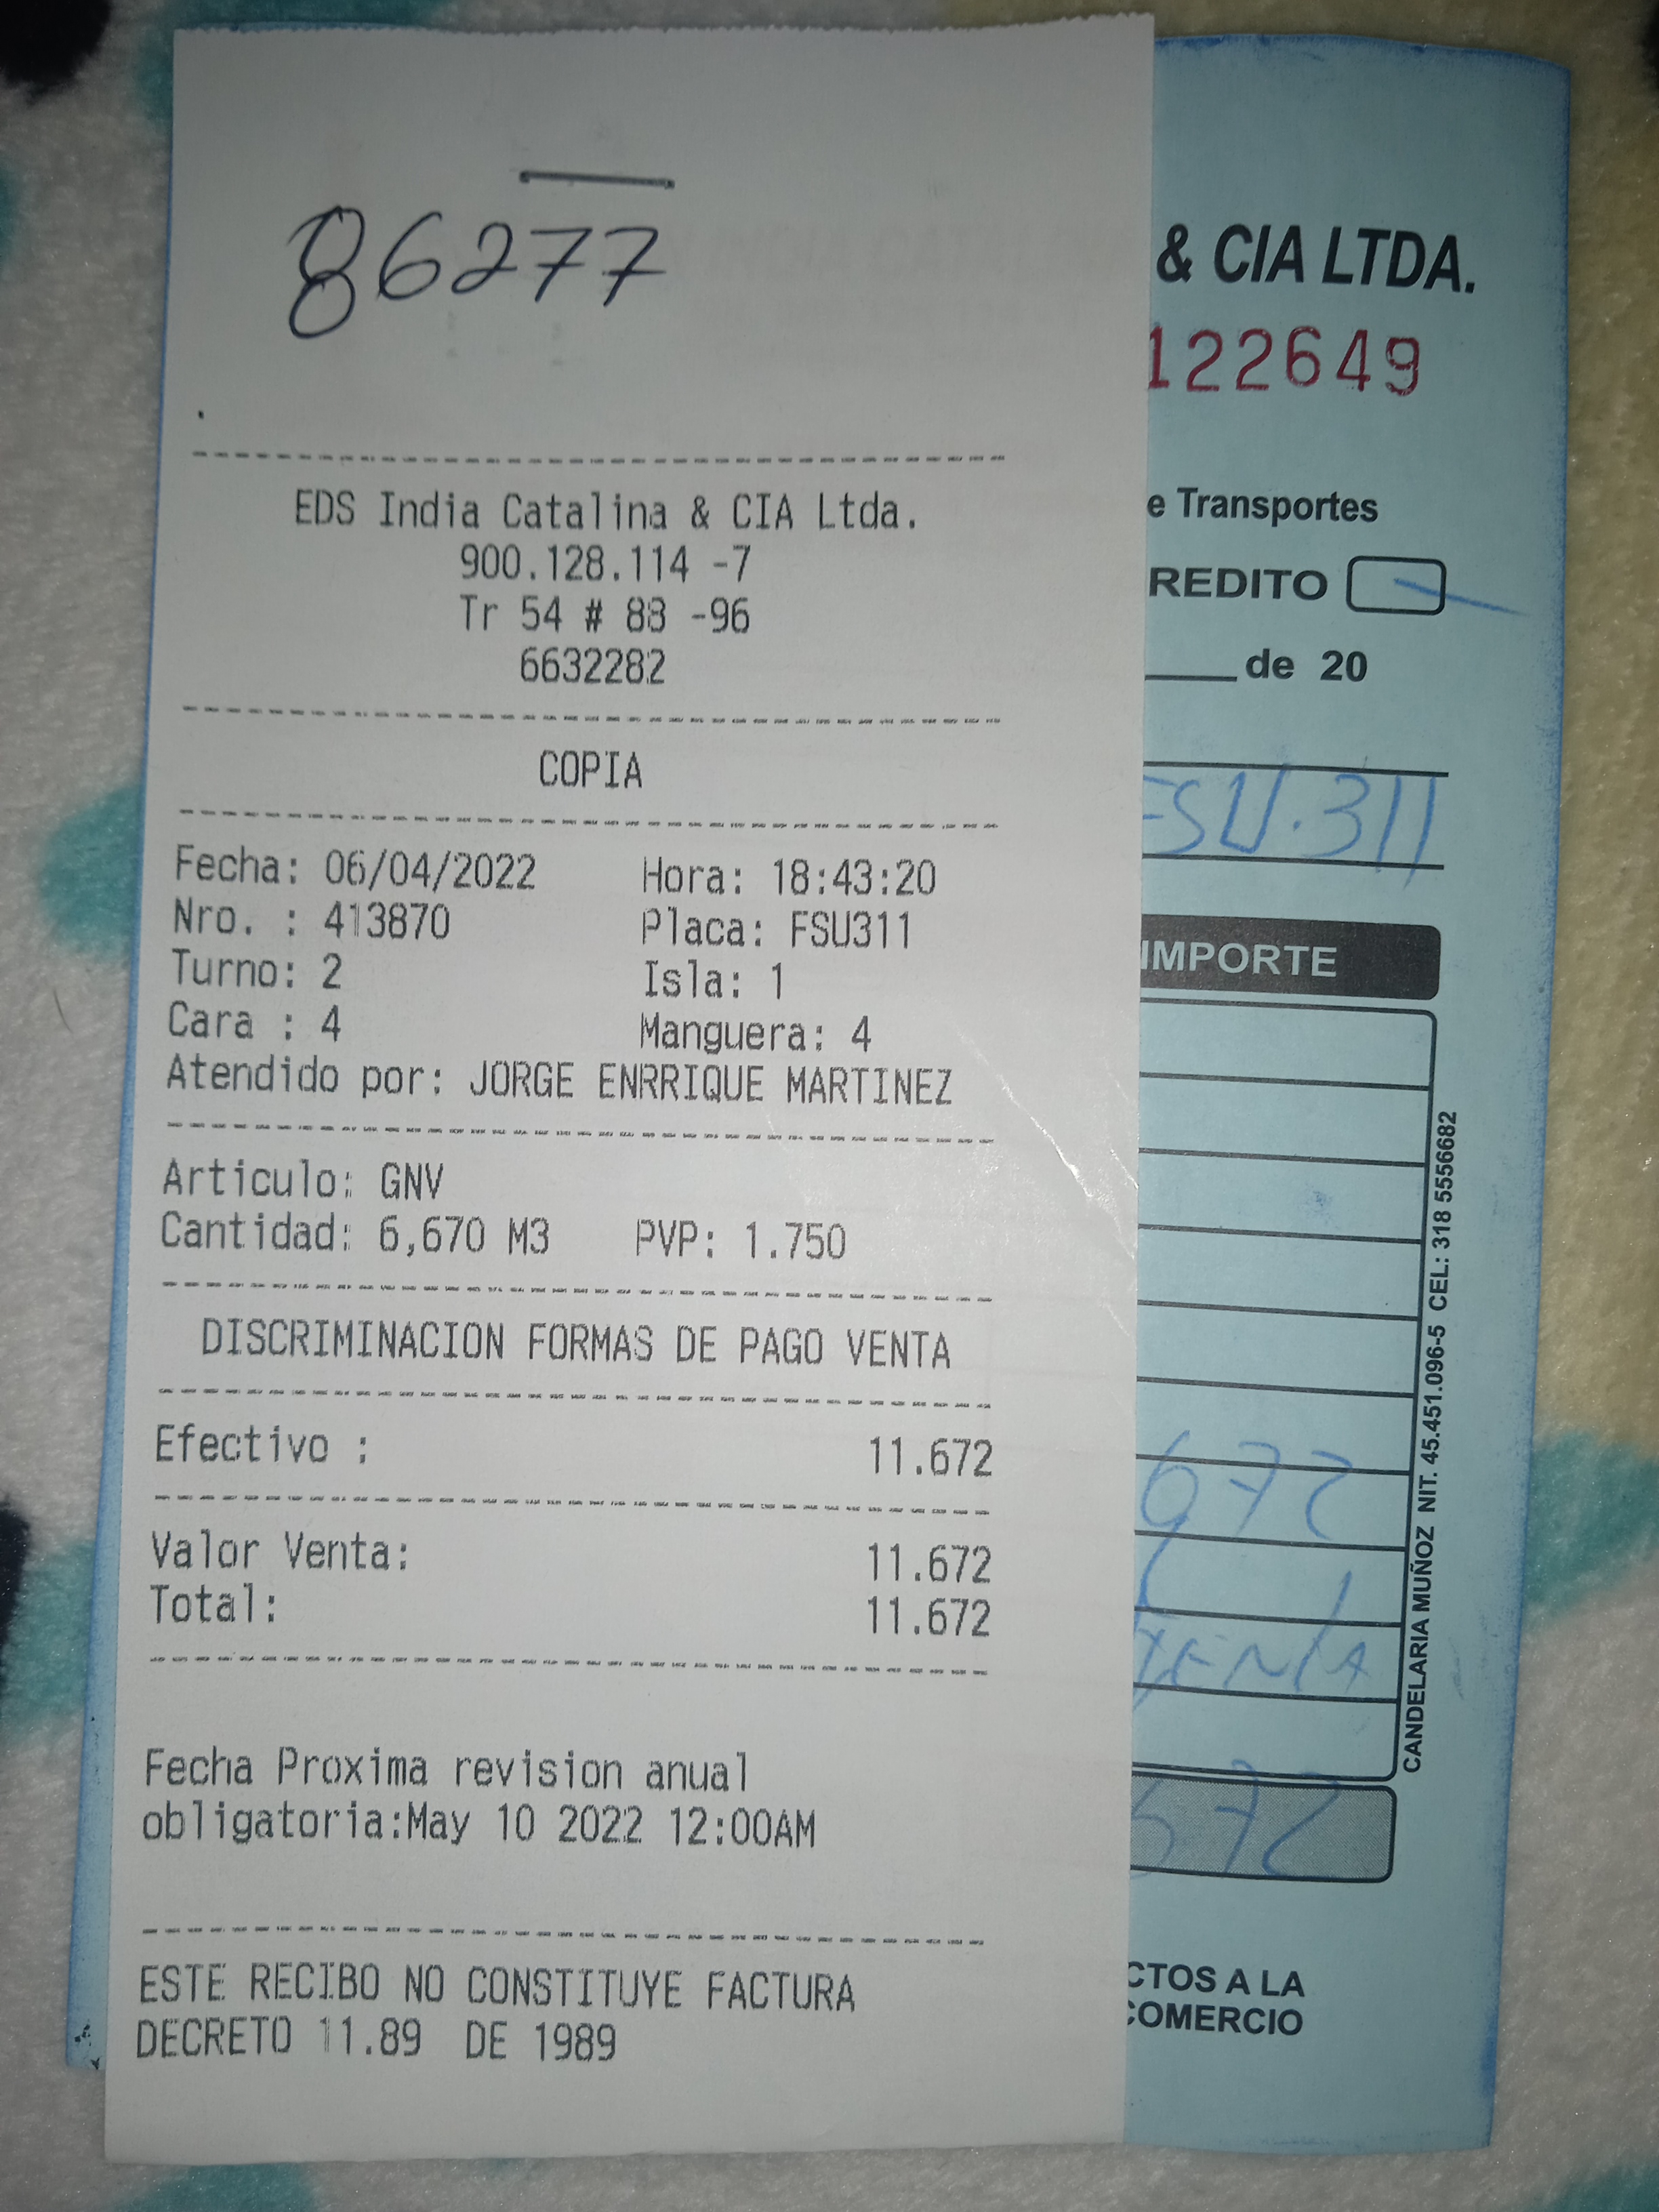 86277
EDS India Catalina & CIA Ltda.
900.128.114 -7
Tr 54 # 88 -96
6632282
COPIA
Fecha: 06/04/2022 Hora: 18:43:20
Nro. : 413870 Placa: FSU311
Turno: 2 Isla: 1
Cara : 4 Manguera: 4
Atendido por: JORGE ENRRIQUE MARTINEZ
Articulo: GNV
Cantidad: 6,670 M3 PVP: 1.750
DISCRIMINACION FORMAS DE PAGO VENTA
Efectivo : 11.672
Valor Venta: 11.672
Total: 11.672
Fecha Proxima revision anual
obligatoria:May 10 2022 12:00AM
ESTE RECIBO NO CONSTITUYE FACTURA
DECRETO 11.89 DE 1989
& CIA LTDA.
122649
e Transportes
REDITO
de 20
FSU.311
IMPORTE
672
672
CTOS A LA
COMERCIO
CANDELARIA MUÑOZ NIT. 45.451.096-5 CEL: 318 5556682